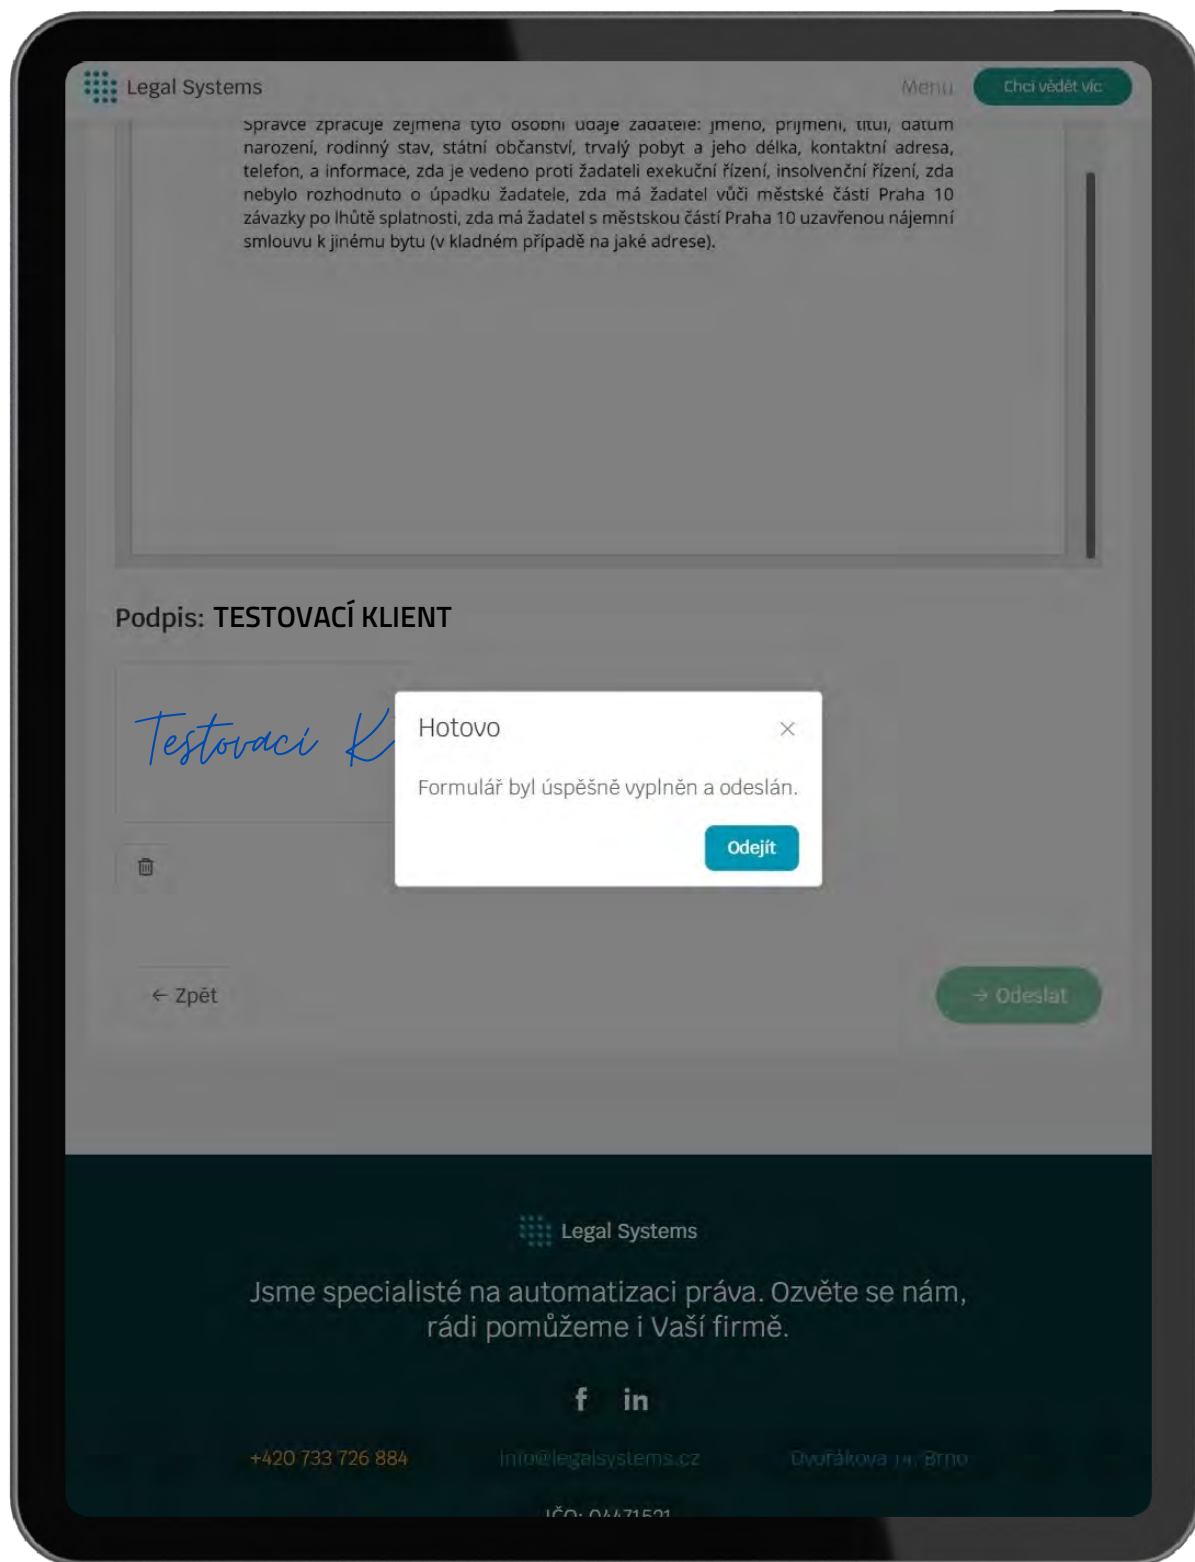 Legal Systems
Menu
Chci vědět víc
Správce zpracuje zejména tyto osobní údaje žadatele: jméno, příjmení, titul, datum
narození, rodinný stav, státní občanství, trvalý pobyt a jeho délka, kontaktní adresa,
telefon, a informace, zda je vedeno proti žadateli exekuční řízení, insolvenční řízení, zda
nebylo rozhodnuto o úpadku žadatele, zda má žadatel vůči městské části Praha 10
závazky po lhůtě splatnosti, zda má žadatel s městskou částí Praha 10 uzavřenou nájemní
smlouvu k jinému bytu (v kladném případě na jaké adrese).
Podpis: TESTOVACÍ KLIENT
Testovací K
Hotovo
Formulář byl úspěšně vyplněn a odeslán.
Odejít
← Zpět
→ Odeslat
Legal Systems
Jsme specialisté na automatizaci práva. Ozvěte se nám,
rádi pomůžeme i Vaší firmě.
f in
+420 733 726 884
info@legalsystems.cz
Dvořákova 14, Brno
IČO: 04471521